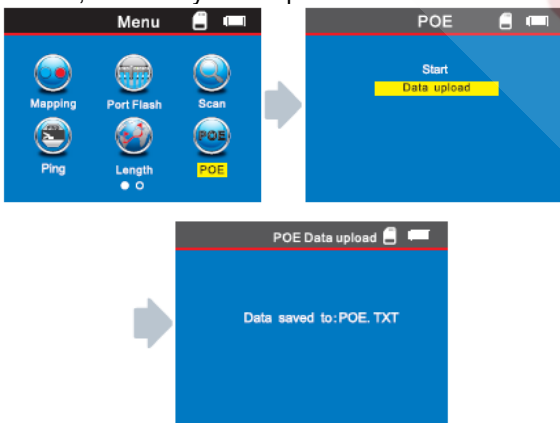 Menu
Mapping Port Flash Scan
Ping Length POE
POE
Start
Data upload
POE Data upload
Data saved to:POE. TXT